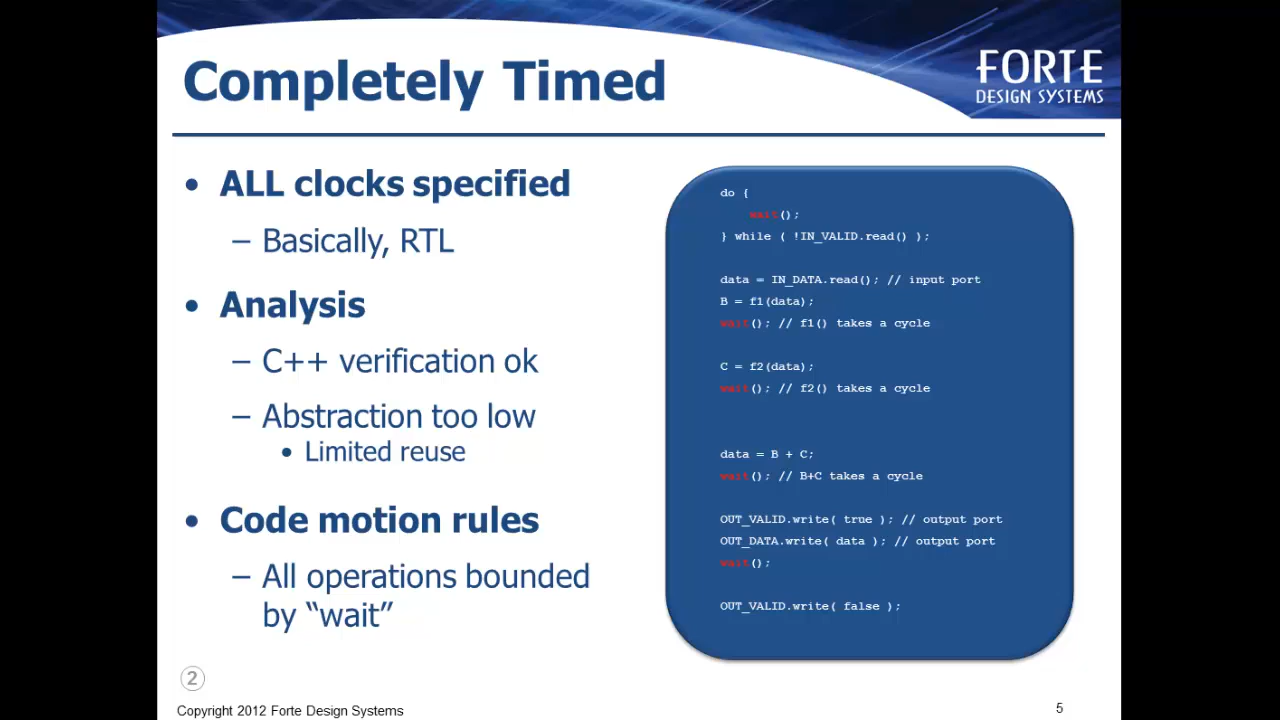 Completely Timed
FORTE
DESIGN SYSTEMS
• ALL clocks specified
– Basically, RTL
• Analysis
– C++ verification ok
– Abstraction too low
• Limited reuse
• Code motion rules
– All operations bounded
by “wait”
do {
wait();
} while ( !IN_VALID.read() );
data = IN_DATA.read(); // input port
B = f1(data);
wait(); // f1() takes a cycle
C = f2(data);
wait(); // f2() takes a cycle
data = B + C;
wait(); // B+C takes a cycle
OUT_VALID.write( true ); // output port
OUT_DATA.write( data ); // output port
wait();
OUT_VALID.write( false );
2
Copyright 2012 Forte Design Systems
5